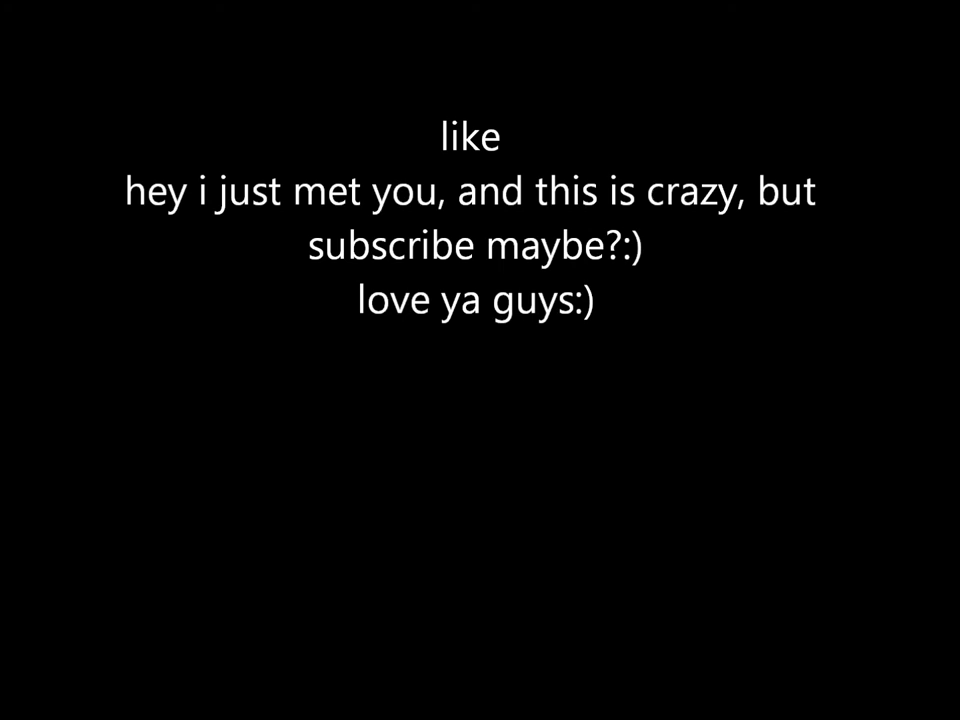 like
hey i just met you, and this is crazy, but
subscribe maybe?:)
love ya guys:)